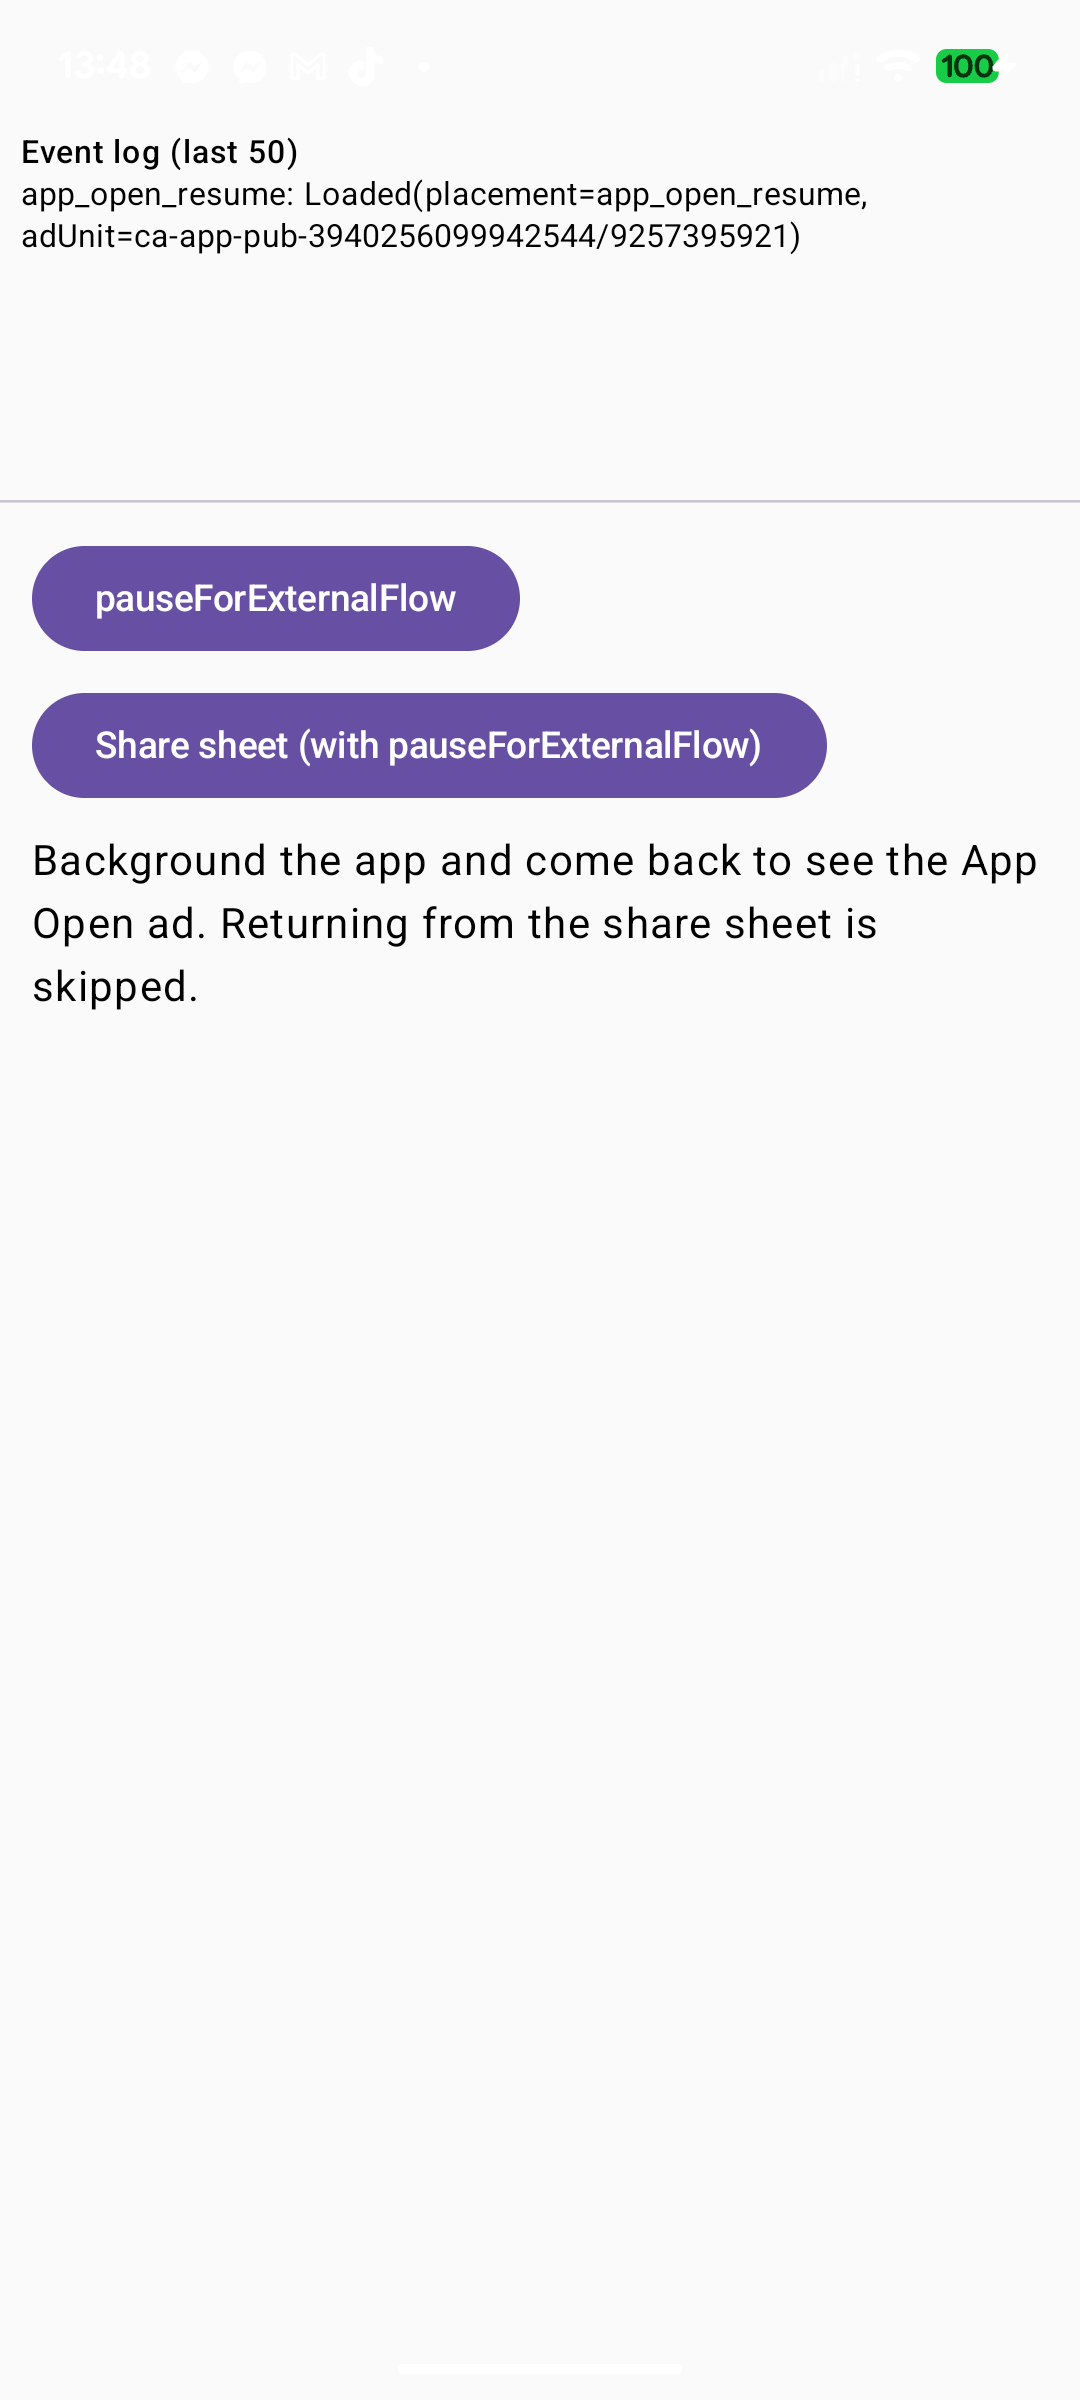 13:48
100
Event log (last 50)
app_open_resume: Loaded(placement=app_open_resume,
adUnit=ca-app-pub-3940256099942544/9257395921)
pauseForExternalFlow
Share sheet (with pauseForExternalFlow)
Background the app and come back to see the App
Open ad. Returning from the share sheet is
skipped.